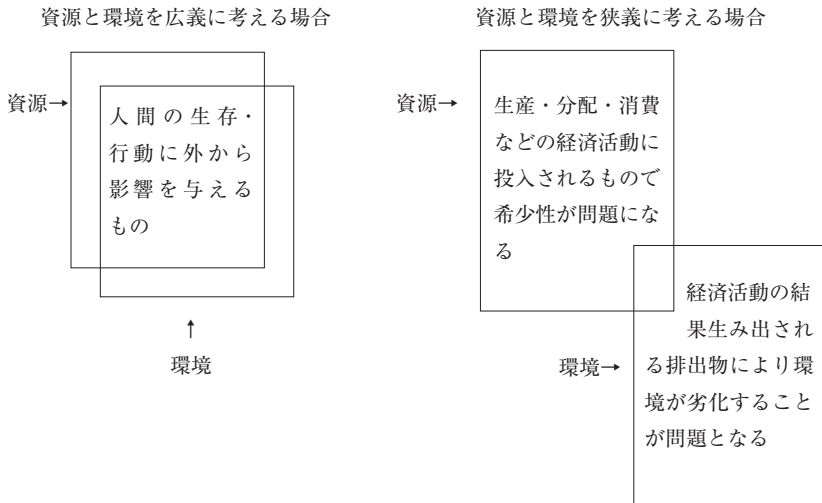 資源と環境を広義に考える場合
資源→
人間の生存・
行動に外から
影響を与える
もの
↑
環境
資源と環境を狭義に考える場合
資源→
生産・分配・消費
などの経済活動に
投入されるもので
希少性が問題にな
る
環境→
経済活動の結
果生み出され
る排出物により環
境が劣化すること
が問題となる